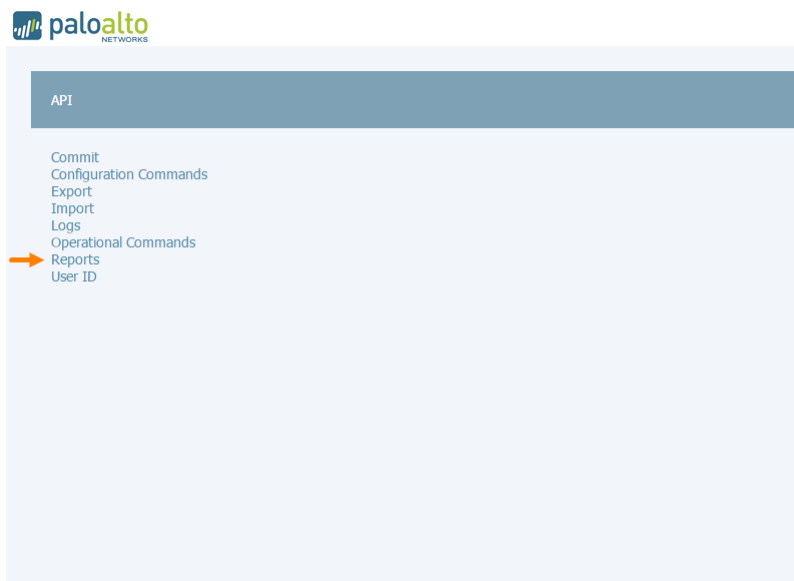 paloalto
NETWORKS
API
Commit
Configuration Commands
Export
Import
Logs
Operational Commands
Reports
User ID